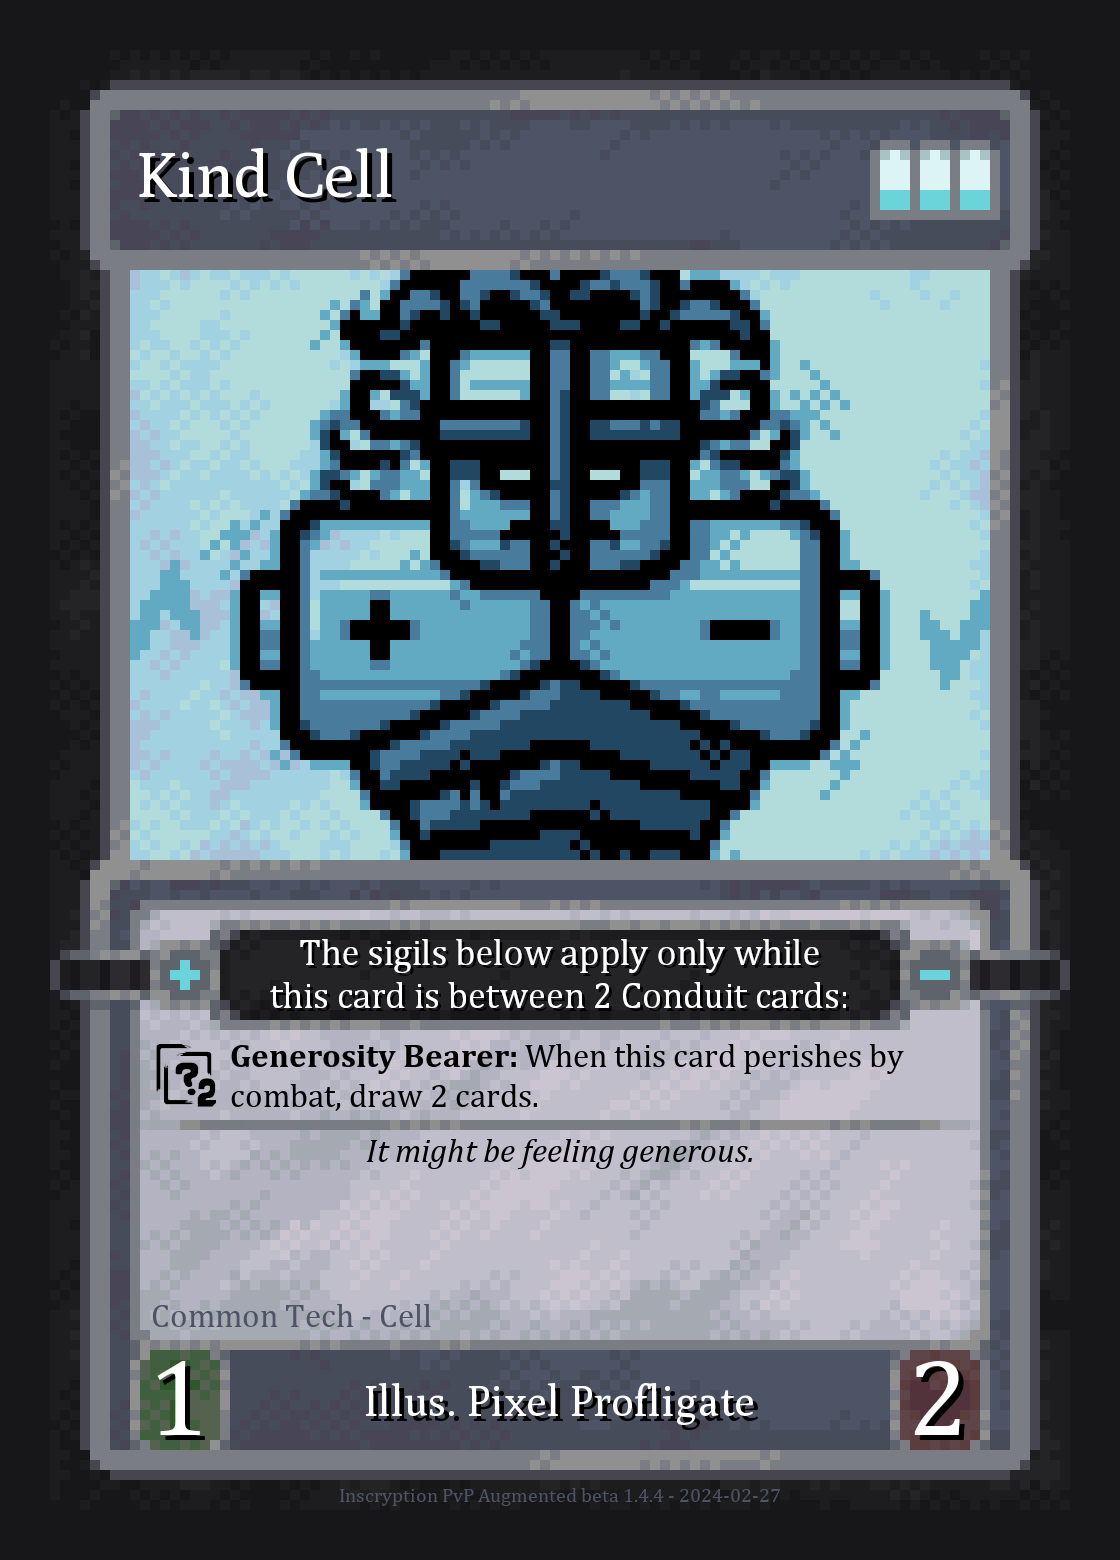 Kind Cell
The sigils below apply only while
this card is between 2 Conduit cards:
Generosity Bearer: When this card perishes by
combat, draw 2 cards.
It might be feeling generous.
Common Tech - Cell
1
Illus. Pixel Profligate
2
Inscryption PvP Augmented beta 1.4.4 - 2024-02-27